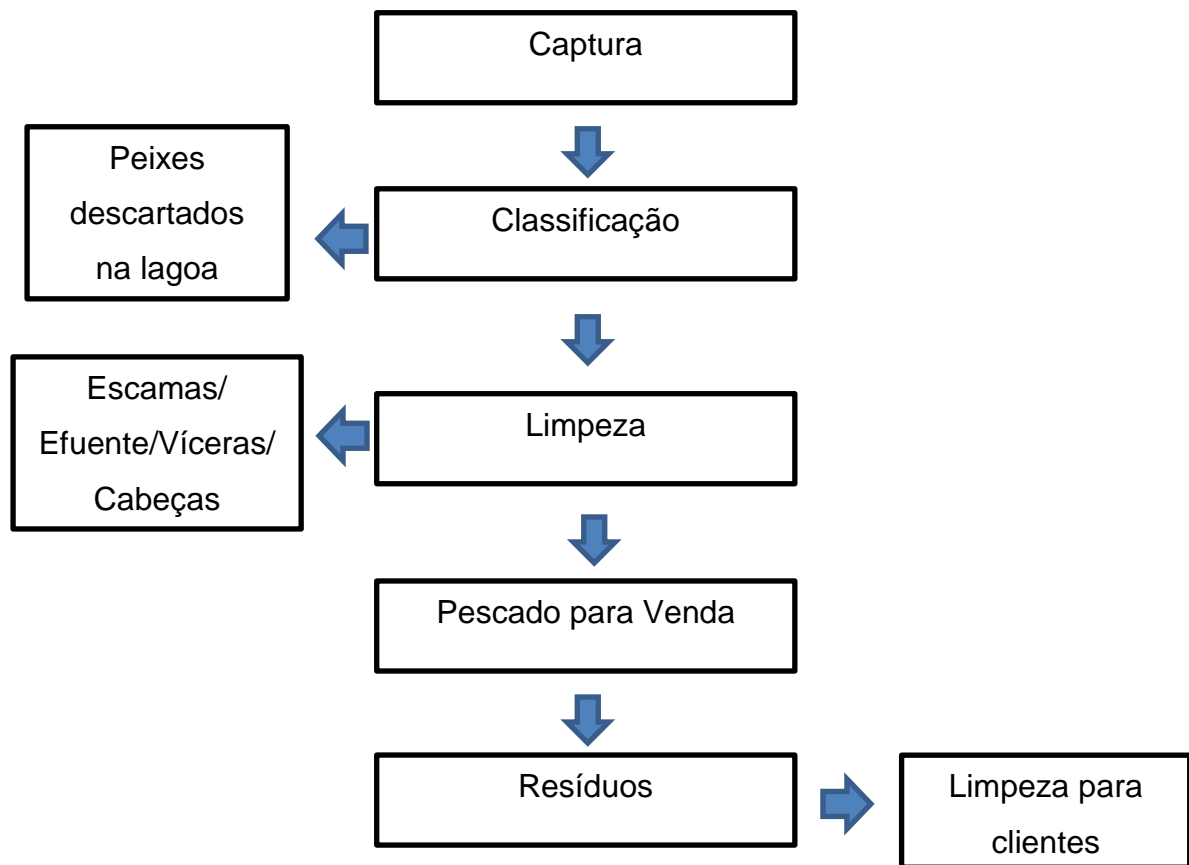 Captura
Peixes
descartados
na lagoa
Classificação
Escamas/
Efuente/Víceras/
Cabeças
Limpeza
Pescado para Venda
Resíduos
Limpeza para
clientes